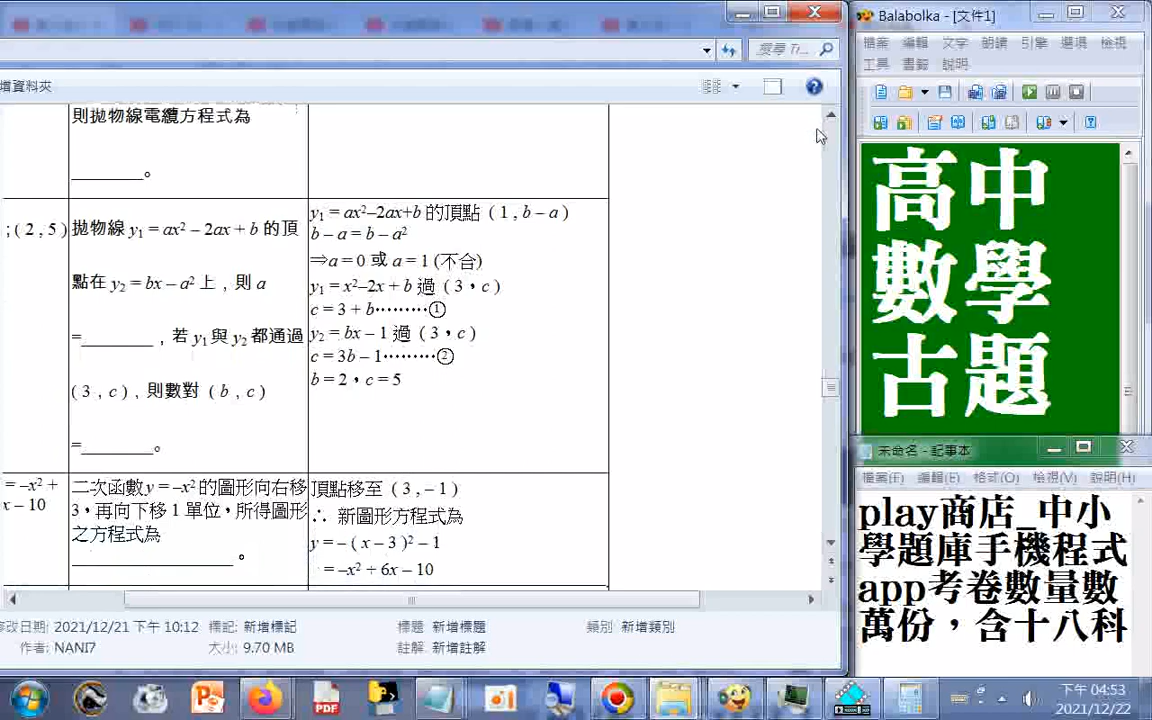 Balabolka - [文件1]
搜尋 Tr...
檔案 編輯 文字 朗讀 引擎 選項 檢視
工具 書籤 說明
增資料夾
則拋物線電纜方程式為
________。
; ( 2 , 5 )
拋物線 y₁ = ax² – 2ax + b 的頂
點在 y₂ = bx – a² 上，則 a
=________，若 y₁ 與 y₂ 都通過
( 3 , c )，則數對 ( b , c )
=________。
y₁ = ax²–2ax+b 的頂點 ( 1 , b – a )
b – a = b – a²
⇒a = 0 或 a = 1 (不合)
y₁ = x²–2x + b 過 ( 3，c )
c = 3 + b………①
y₂ = bx – 1 過 ( 3，c )
c = 3b – 1………②
b = 2，c = 5
= –x² +
x – 10
二次函數 y = –x² 的圖形向右移
3，再向下移 1 單位，所得圖形
之方程式為
________________。
頂點移至 ( 3 , – 1 )
∴ 新圖形方程式為
y = – ( x – 3 )² – 1
= –x² + 6x – 10
高中
數學
古題
未命名 - 記事本
檔案(F) 編輯(E) 格式(O) 檢視(V) 說明(H)
play商店_中小
學題庫手機程式
app考卷數量數
萬份，含十八科
修改日期: 2021/12/21 下午 10:12 標記: 新增標記 標題 新增標題 類別 新增類別
作者: NANI7 大小: 9.70 MB 註解 新增註解
PDF
下午 04:53
2021/12/22